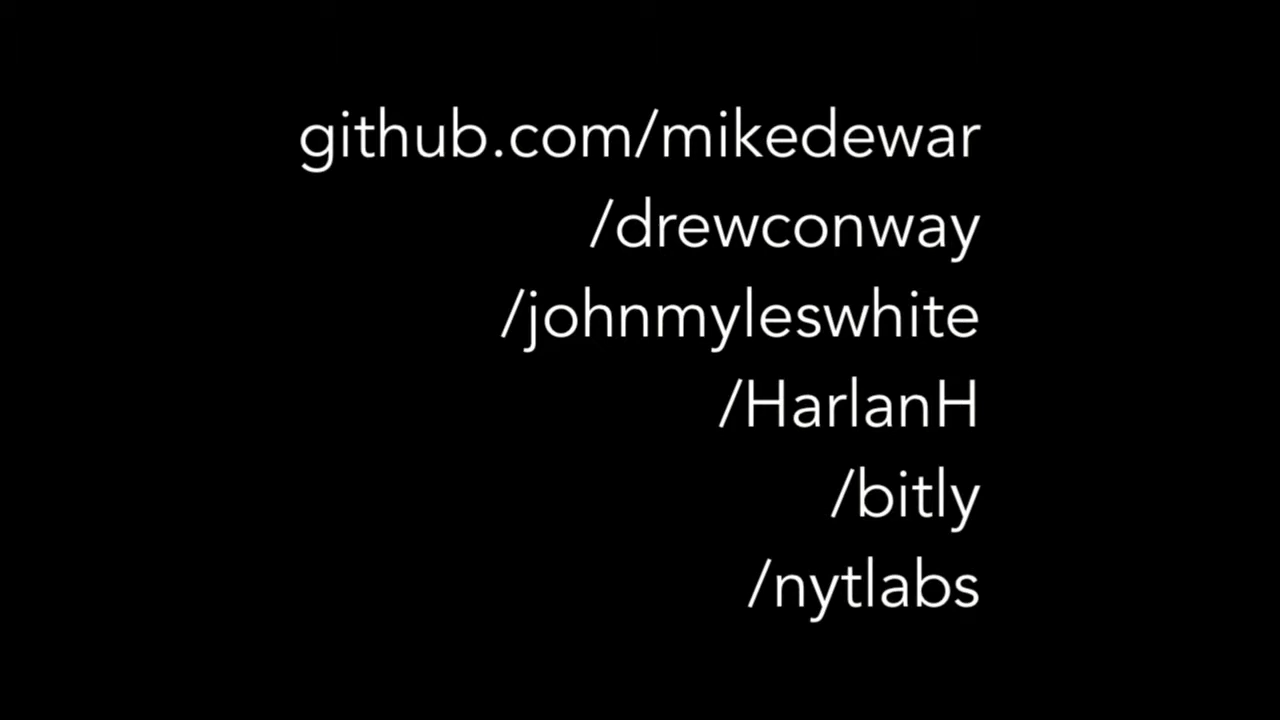 github.com/mikedewar
/drewconway
/johnmyleswhite
/HarlanH
/bitly
/nytlabs